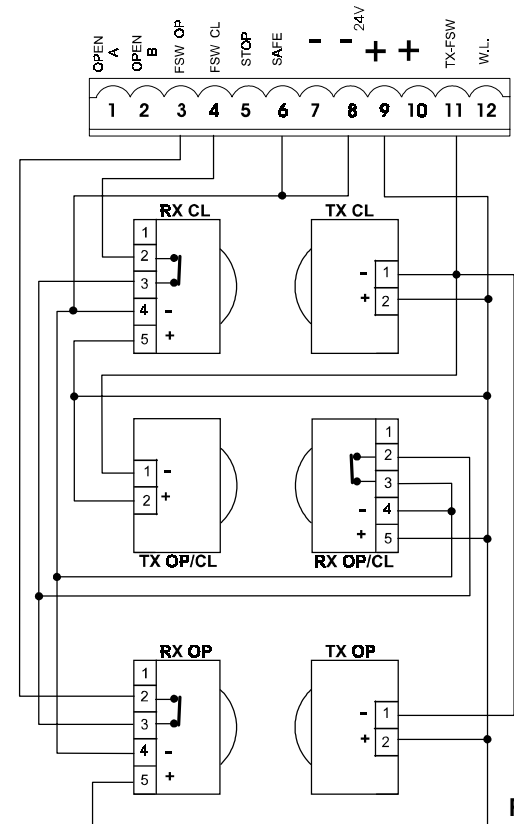 OPEN A
OPEN B
FSW OP
FSW CL
STOP
SAFE
-
- 24V
+
+
TX-FSW
W.L.
1 2 3 4 5 6 7 8 9 10 11 12
RX CL TX CL
1
2
3
4 -
5 +
- 1
+ 2
1 -
2 +
1
2
3
- 4
+ 5
TX OP/CL RX OP/CL
RX OP TX OP
1
2
3
4 -
5 +
- 1
+ 2